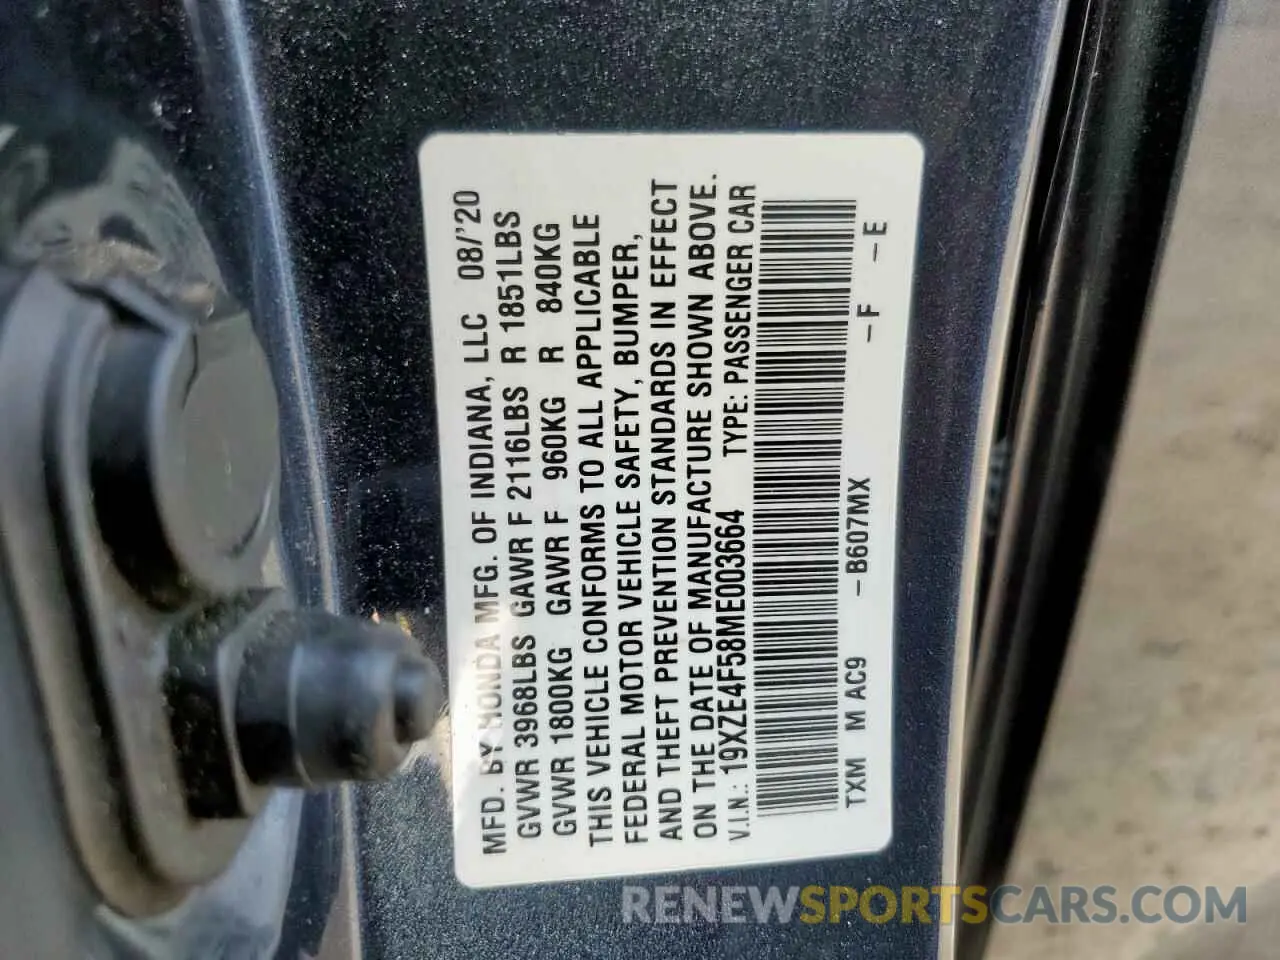 MFD. BY HONDA MFG. OF INDIANA, LLC 08/'20
GVWR 3968LBS GAWR F 2116LBS R 1851LBS
GVWR 1800KG GAWR F 960KG R 840KG
THIS VEHICLE CONFORMS TO ALL APPLICABLE
FEDERAL MOTOR VEHICLE SAFETY, BUMPER,
AND THEFT PREVENTION STANDARDS IN EFFECT
ON THE DATE OF MANUFACTURE SHOWN ABOVE.
V.I.N.: 19XZE4F58ME003664 TYPE: PASSENGER CAR
TXM M AC9 -B607MX -F -E
RENEWSPORTSCARS.COM